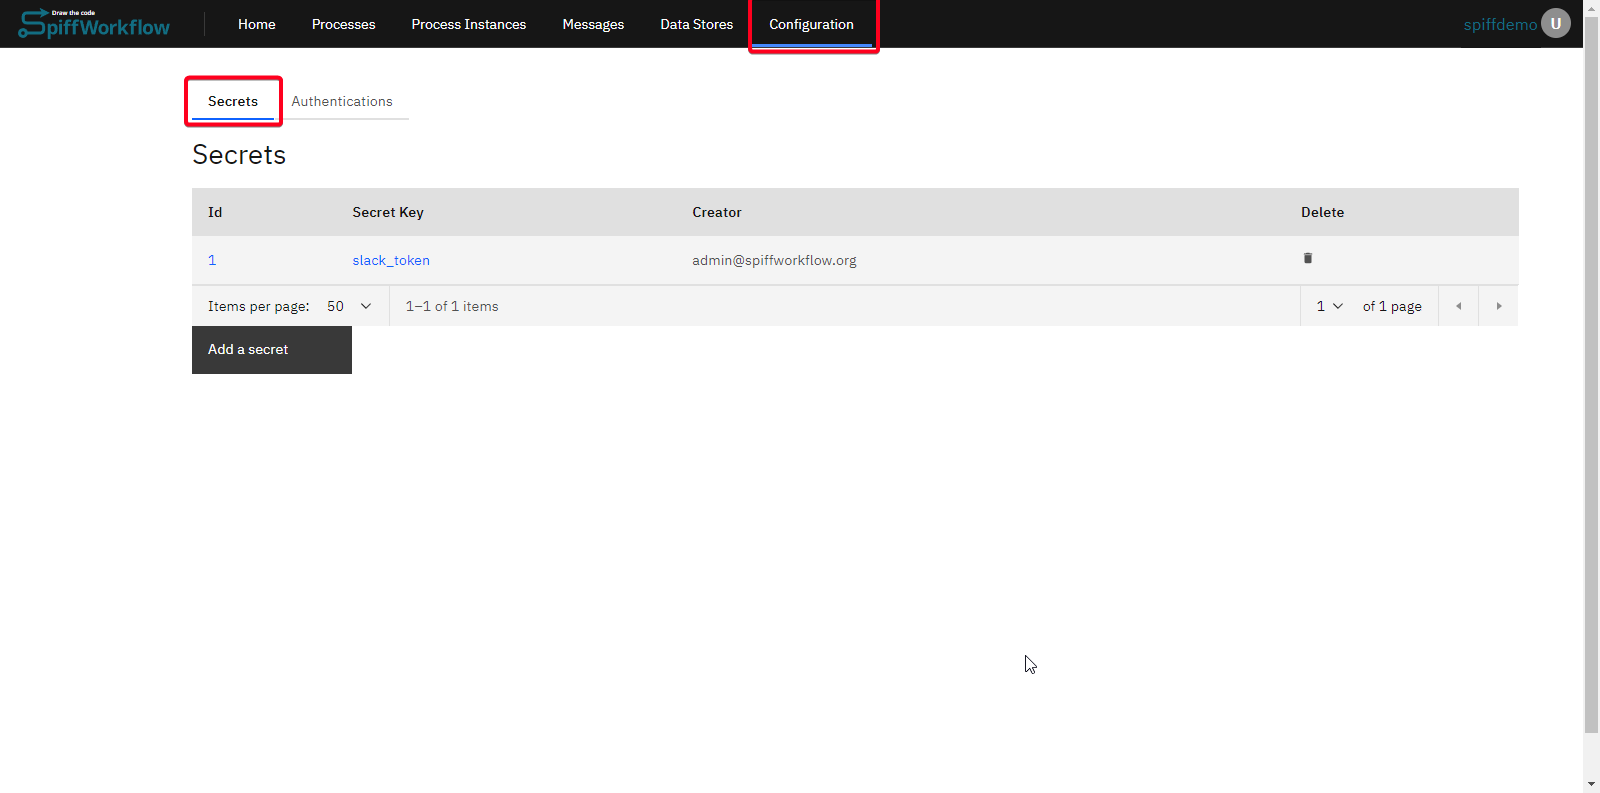 Draw the code
SpiffWorkflow
Home Processes Process Instances Messages Data Stores Configuration
spiffdemo U
Secrets Authentications
Secrets
Id Secret Key Creator Delete
1 slack_token admin@spiffworkflow.org
Items per page: 50 1–1 of 1 items 1 of 1 page
Add a secret